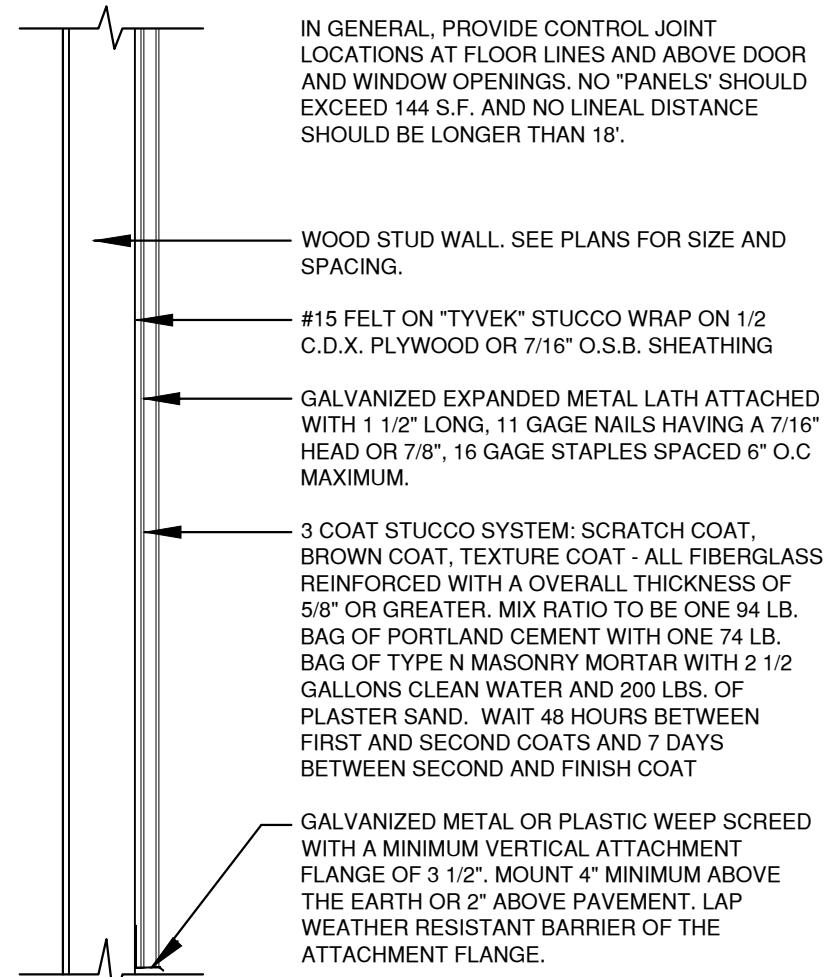 IN GENERAL, PROVIDE CONTROL JOINT
LOCATIONS AT FLOOR LINES AND ABOVE DOOR
AND WINDOW OPENINGS. NO "PANELS' SHOULD
EXCEED 144 S.F. AND NO LINEAL DISTANCE
SHOULD BE LONGER THAN 18'.
WOOD STUD WALL. SEE PLANS FOR SIZE AND
SPACING.
#15 FELT ON "TYVEK" STUCCO WRAP ON 1/2
C.D.X. PLYWOOD OR 7/16" O.S.B. SHEATHING
GALVANIZED EXPANDED METAL LATH ATTACHED
WITH 1 1/2" LONG, 11 GAGE NAILS HAVING A 7/16"
HEAD OR 7/8", 16 GAGE STAPLES SPACED 6" O.C
MAXIMUM.
3 COAT STUCCO SYSTEM: SCRATCH COAT,
BROWN COAT, TEXTURE COAT - ALL FIBERGLASS
REINFORCED WITH A OVERALL THICKNESS OF
5/8" OR GREATER. MIX RATIO TO BE ONE 94 LB.
BAG OF PORTLAND CEMENT WITH ONE 74 LB.
BAG OF TYPE N MASONRY MORTAR WITH 2 1/2
GALLONS CLEAN WATER AND 200 LBS. OF
PLASTER SAND.  WAIT 48 HOURS BETWEEN
FIRST AND SECOND COATS AND 7 DAYS
BETWEEN SECOND AND FINISH COAT
GALVANIZED METAL OR PLASTIC WEEP SCREED
WITH A MINIMUM VERTICAL ATTACHMENT
FLANGE OF 3 1/2". MOUNT 4" MINIMUM ABOVE
THE EARTH OR 2" ABOVE PAVEMENT. LAP
WEATHER RESISTANT BARRIER OF THE
ATTACHMENT FLANGE.